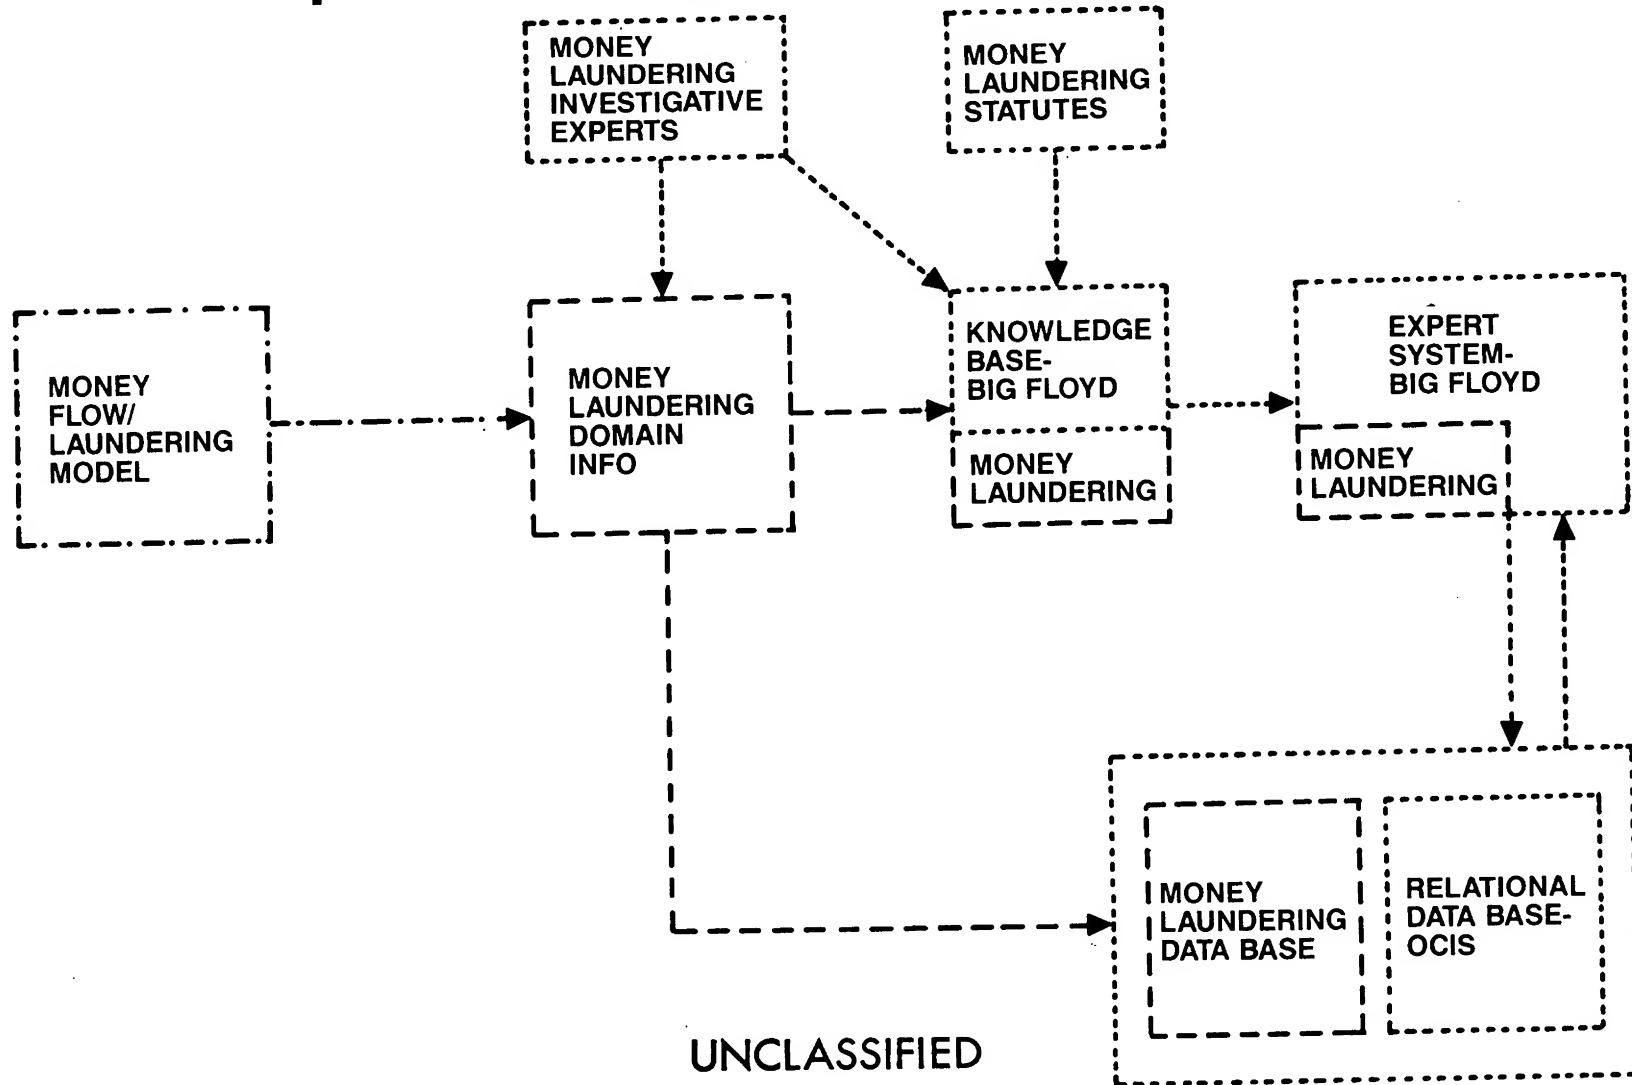 MONEY
LAUNDERING
INVESTIGATIVE
EXPERTS
MONEY
LAUNDERING
STATUTES
MONEY
FLOW/
LAUNDERING
MODEL
MONEY
LAUNDERING
DOMAIN
INFO
KNOWLEDGE
BASE-
BIG FLOYD
MONEY
LAUNDERING
EXPERT
SYSTEM-
BIG FLOYD
MONEY
LAUNDERING
MONEY
LAUNDERING
DATA BASE
RELATIONAL
DATA BASE-
OCIS
UNCLASSIFIED